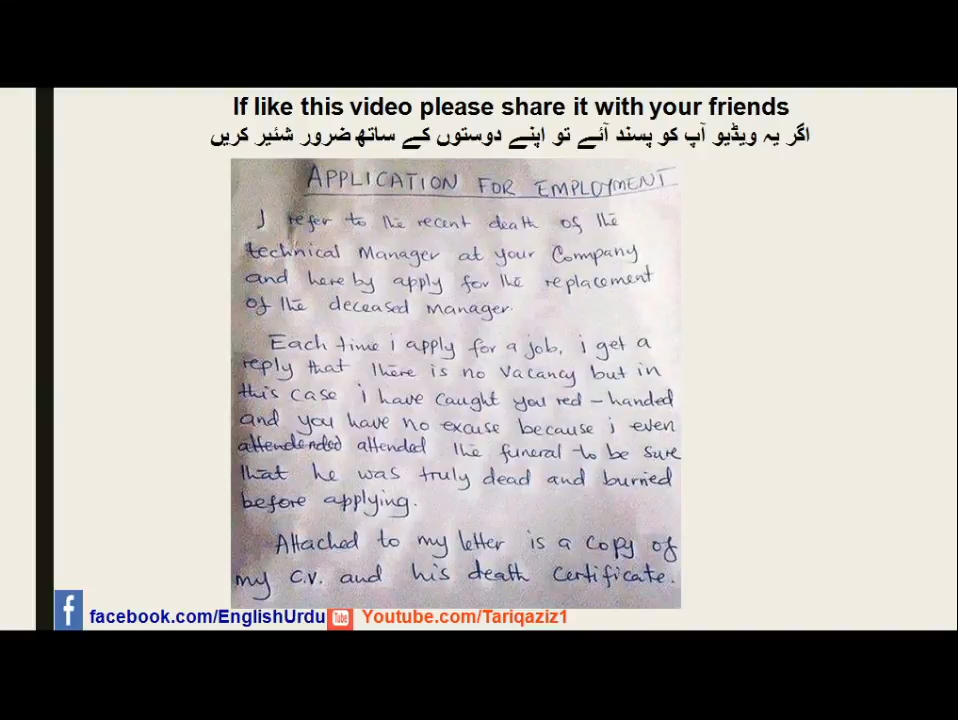 If like this video please share it with your friends
اگر یہ ویڈیو آپ کو پسند آئے تو اپنے دوستوں کے ساتھ ضرور شئیر کریں
APPLICATION FOR EMPLOYMENT
I refer to the recent death of the
technical Manager at your Company
and here by apply for the replacement
of the deceased manager.
Each time i apply for a job, i get a
reply that there is no vacancy but in
this case i have caught you red - handed
and you have no excuse because i even
attendended attended the funeral to be sure
that he was truly dead and burried
before applying.
Attached to my letter is a copy of
my C.V. and his death certificate.
facebook.com/EnglishUrdu
Tube
Youtube.com/Tariqaziz1